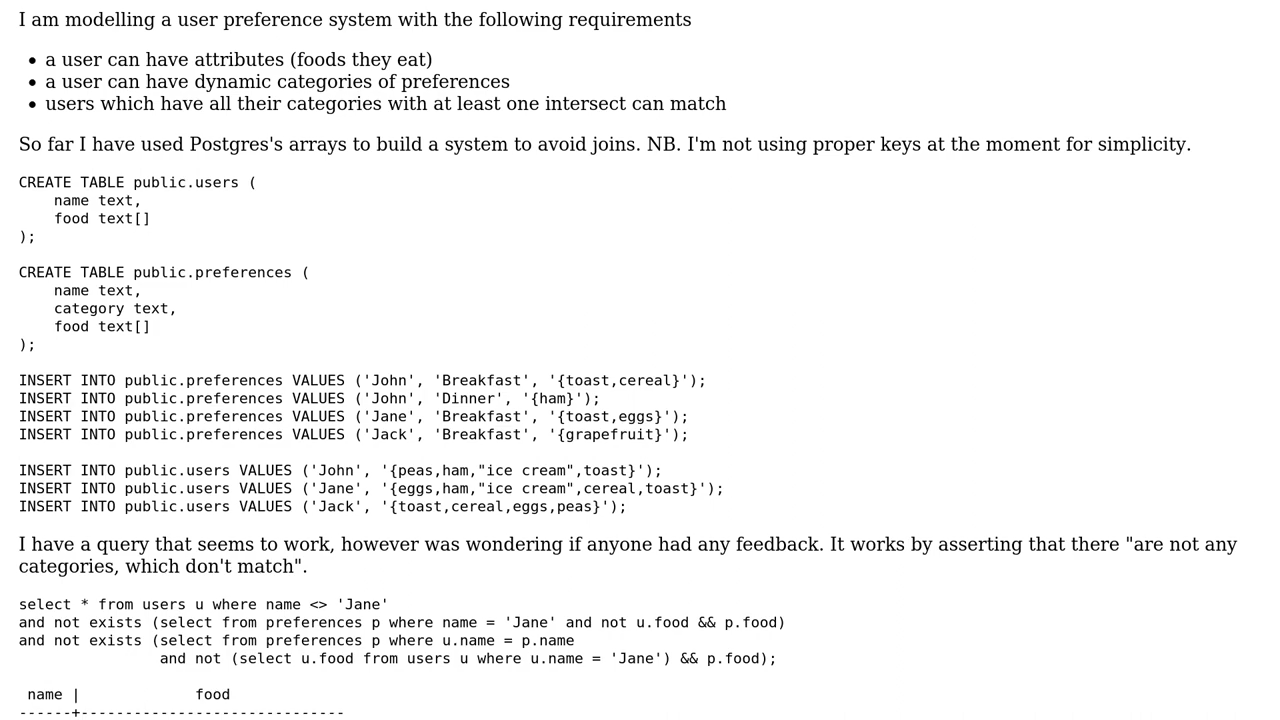 I am modelling a user preference system with the following requirements
• a user can have attributes (foods they eat)
• a user can have dynamic categories of preferences
• users which have all their categories with at least one intersect can match
So far I have used Postgres's arrays to build a system to avoid joins. NB. I'm not using proper keys at the moment for simplicity.
CREATE TABLE public.users (
    name text,
    food text[]
);
CREATE TABLE public.preferences (
    name text,
    category text,
    food text[]
);
INSERT INTO public.preferences VALUES ('John', 'Breakfast', '{toast,cereal}');
INSERT INTO public.preferences VALUES ('John', 'Dinner', '{ham}');
INSERT INTO public.preferences VALUES ('Jane', 'Breakfast', '{toast,eggs}');
INSERT INTO public.preferences VALUES ('Jack', 'Breakfast', '{grapefruit}');
INSERT INTO public.users VALUES ('John', '{peas,ham,"ice cream",toast}');
INSERT INTO public.users VALUES ('Jane', '{eggs,ham,"ice cream",cereal,toast}');
INSERT INTO public.users VALUES ('Jack', '{toast,cereal,eggs,peas}');
I have a query that seems to work, however was wondering if anyone had any feedback. It works by asserting that there "are not any
categories, which don't match".
select * from users u where name <> 'Jane'
and not exists (select from preferences p where name = 'Jane' and not u.food && p.food)
and not exists (select from preferences p where u.name = p.name
                and not (select u.food from users u where u.name = 'Jane') && p.food);
 name |             food
------+------------------------------